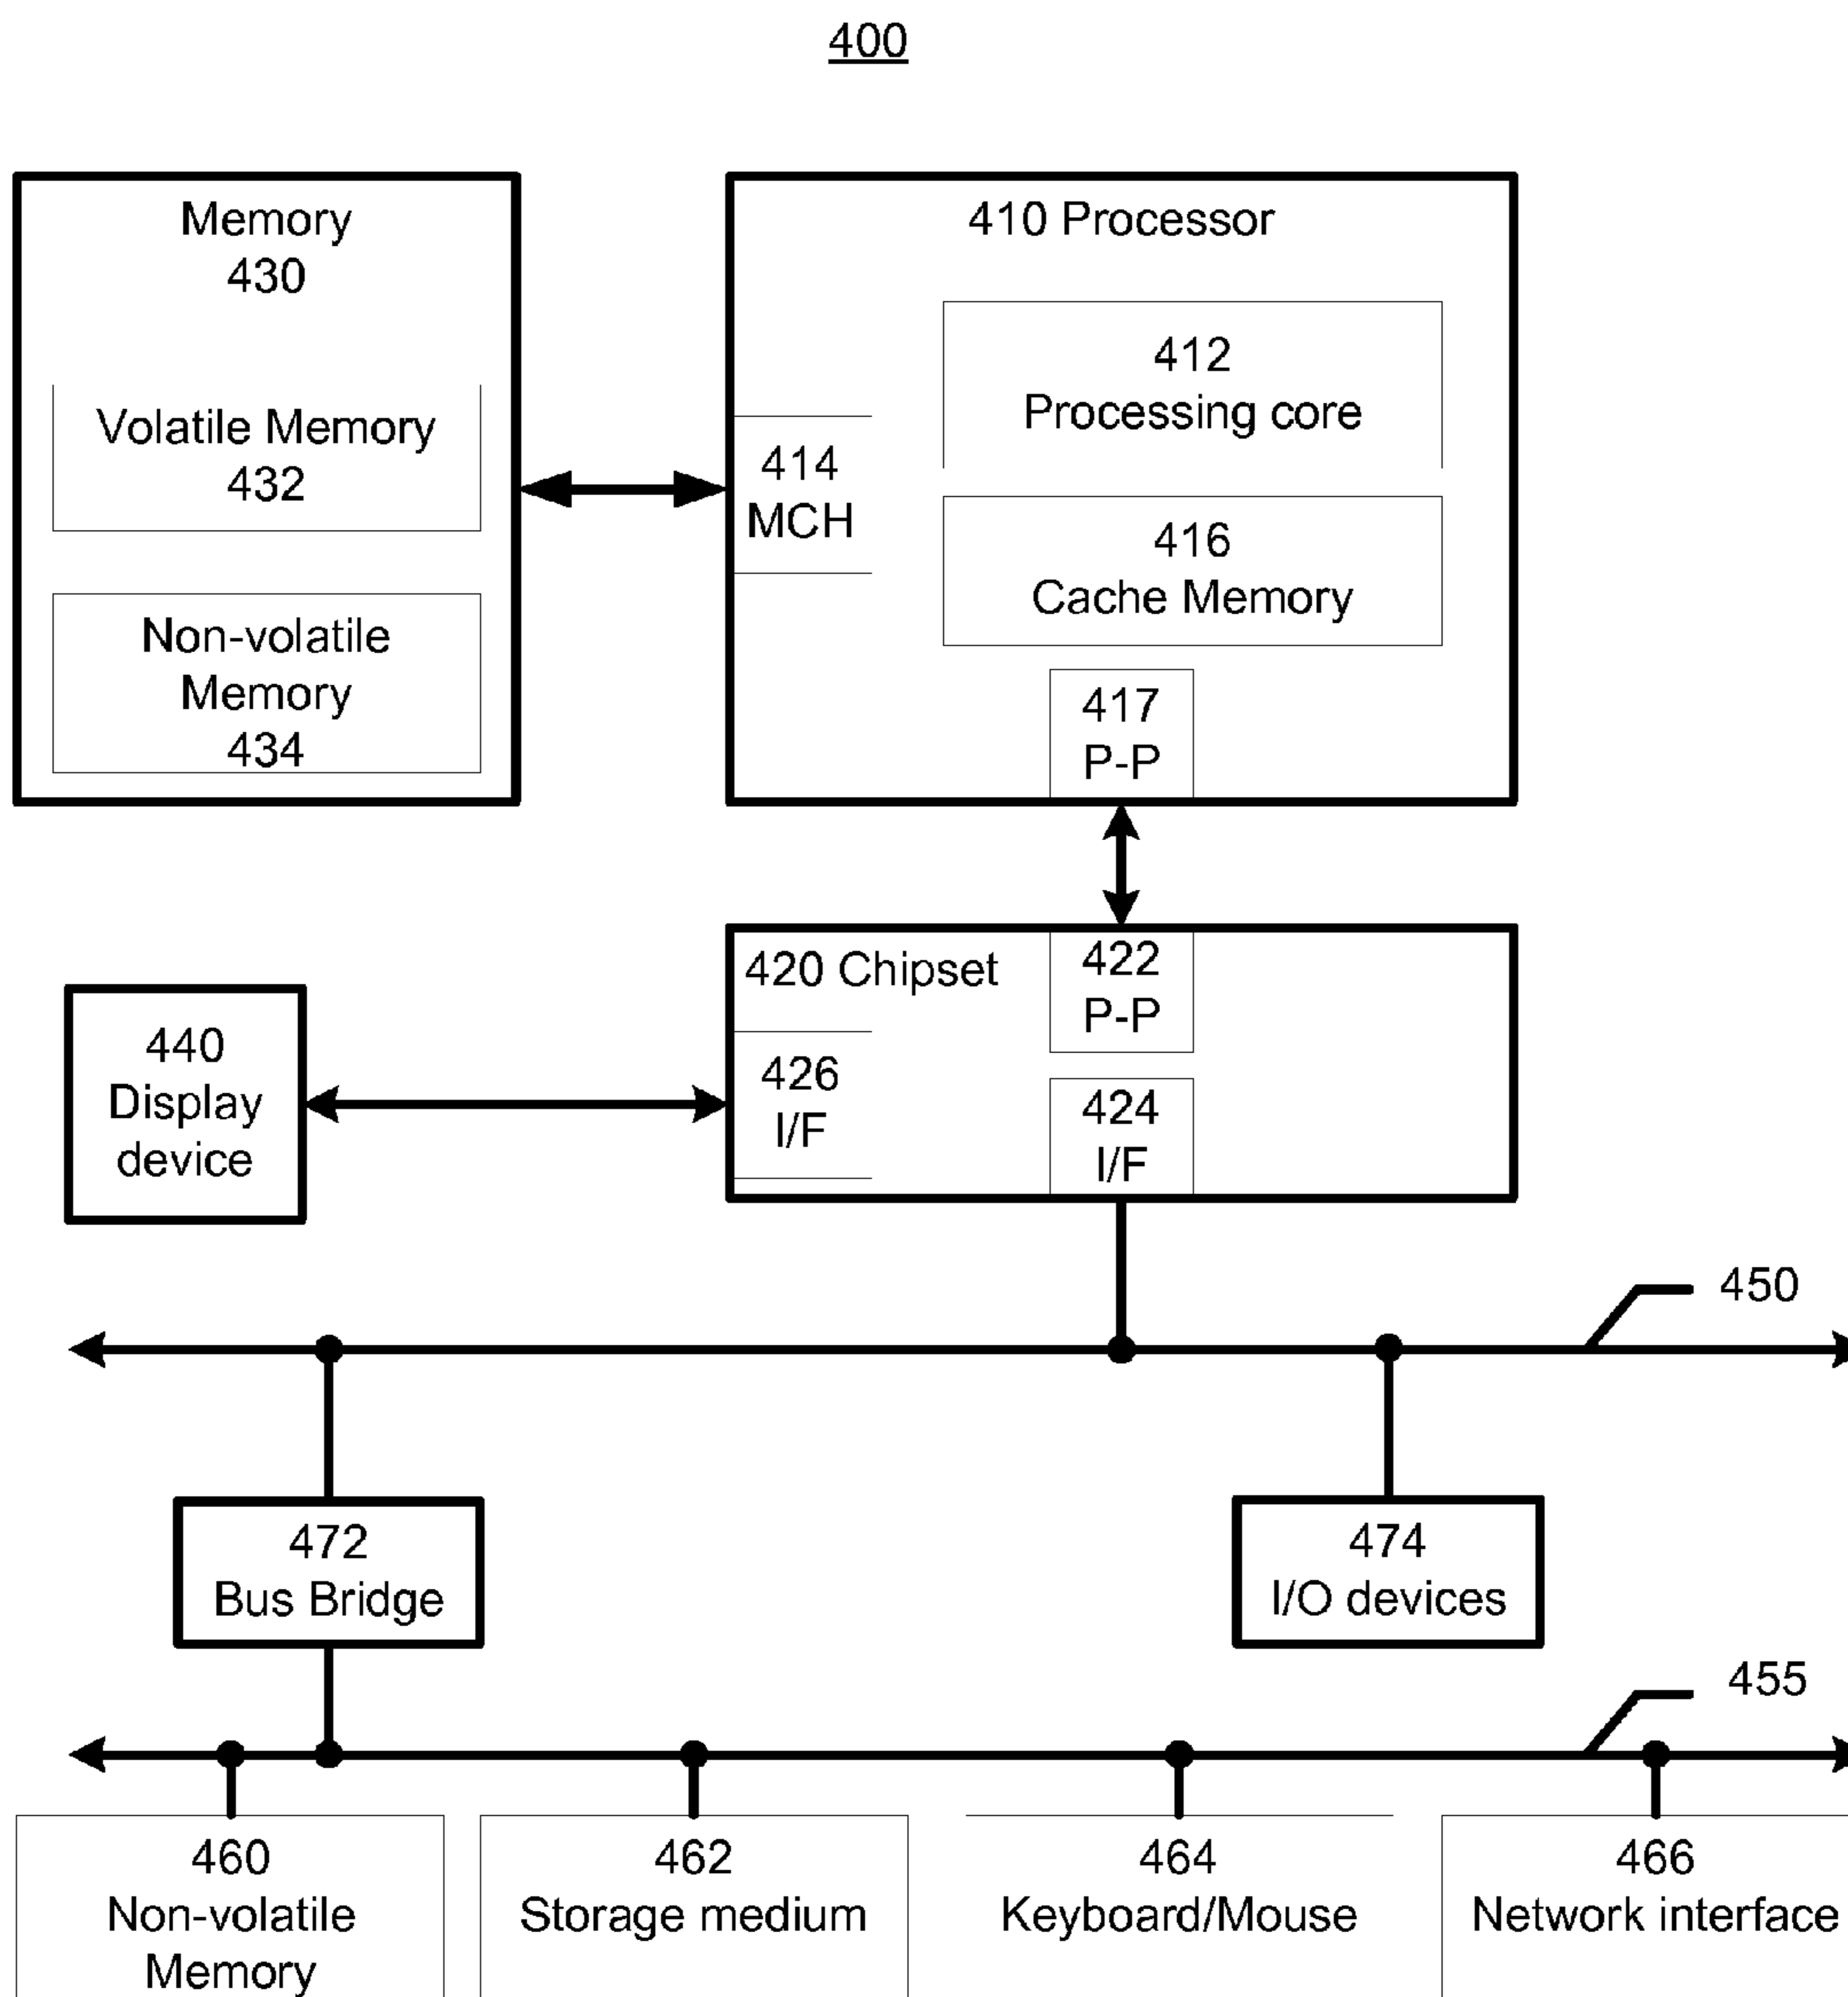 400
Memory
430
Volatile Memory
432
Non-volatile
Memory
434
410 Processor
412
Processing core
414
MCH
416
Cache Memory
417
P-P
420 Chipset
422
P-P
426
I/F
424
I/F
440
Display
device
450
472
Bus Bridge
474
I/O devices
455
460
Non-volatile
Memory
462
Storage medium
464
Keyboard/Mouse
466
Network interface